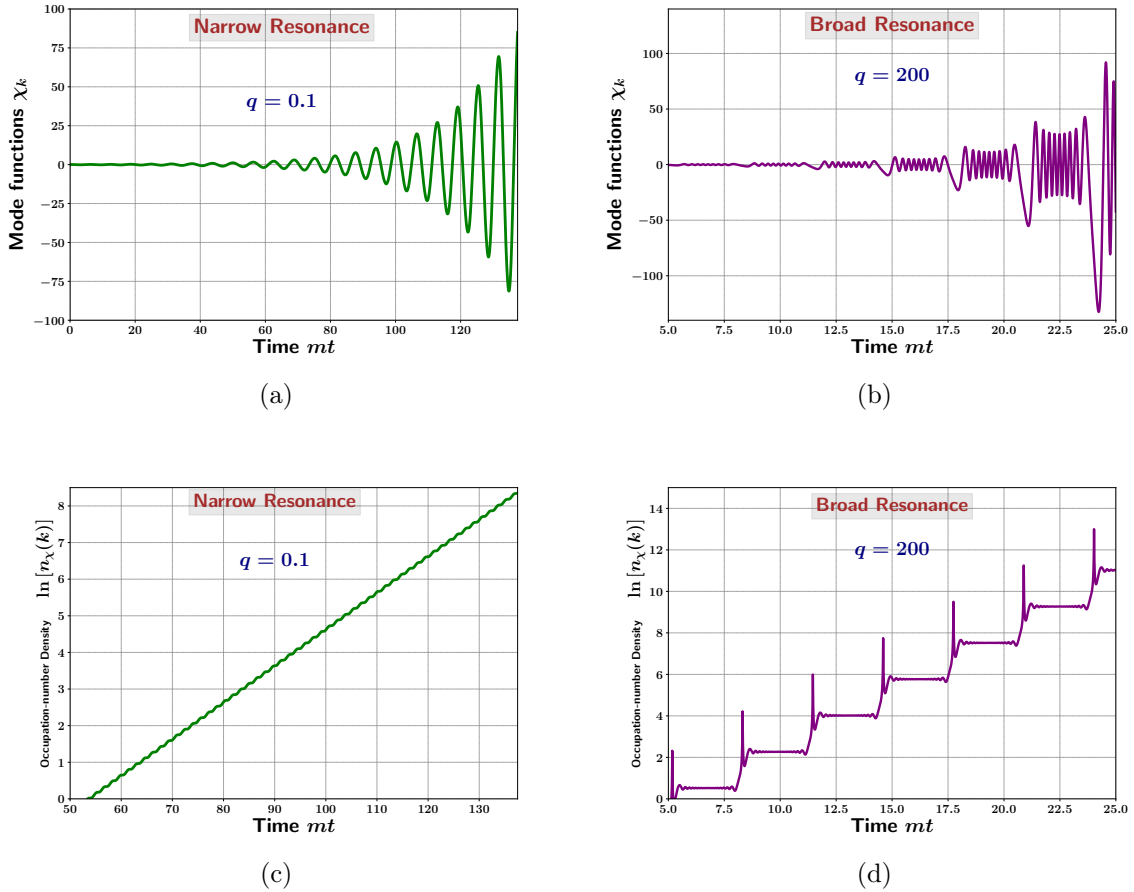 Narrow Resonance
q = 0.1
Mode functions χₖ
100
75
50
25
0
−25
−50
−75
−100
0 20 40 60 80 100 120
Time mt
(a)
Broad Resonance
q = 200
Mode functions χₖ
100
50
0
−50
−100
5.0 7.5 10.0 12.5 15.0 17.5 20.0 22.5 25.0
Time mt
(b)
Narrow Resonance
q = 0.1
Occupation-number Density ln [nᵪ(k)]
8
7
6
5
4
3
2
1
0
50 60 70 80 90 100 110 120 130
Time mt
(c)
Broad Resonance
q = 200
Occupation-number Density ln [nᵪ(k)]
14
12
10
8
6
4
2
0
5.0 7.5 10.0 12.5 15.0 17.5 20.0 22.5 25.0
Time mt
(d)